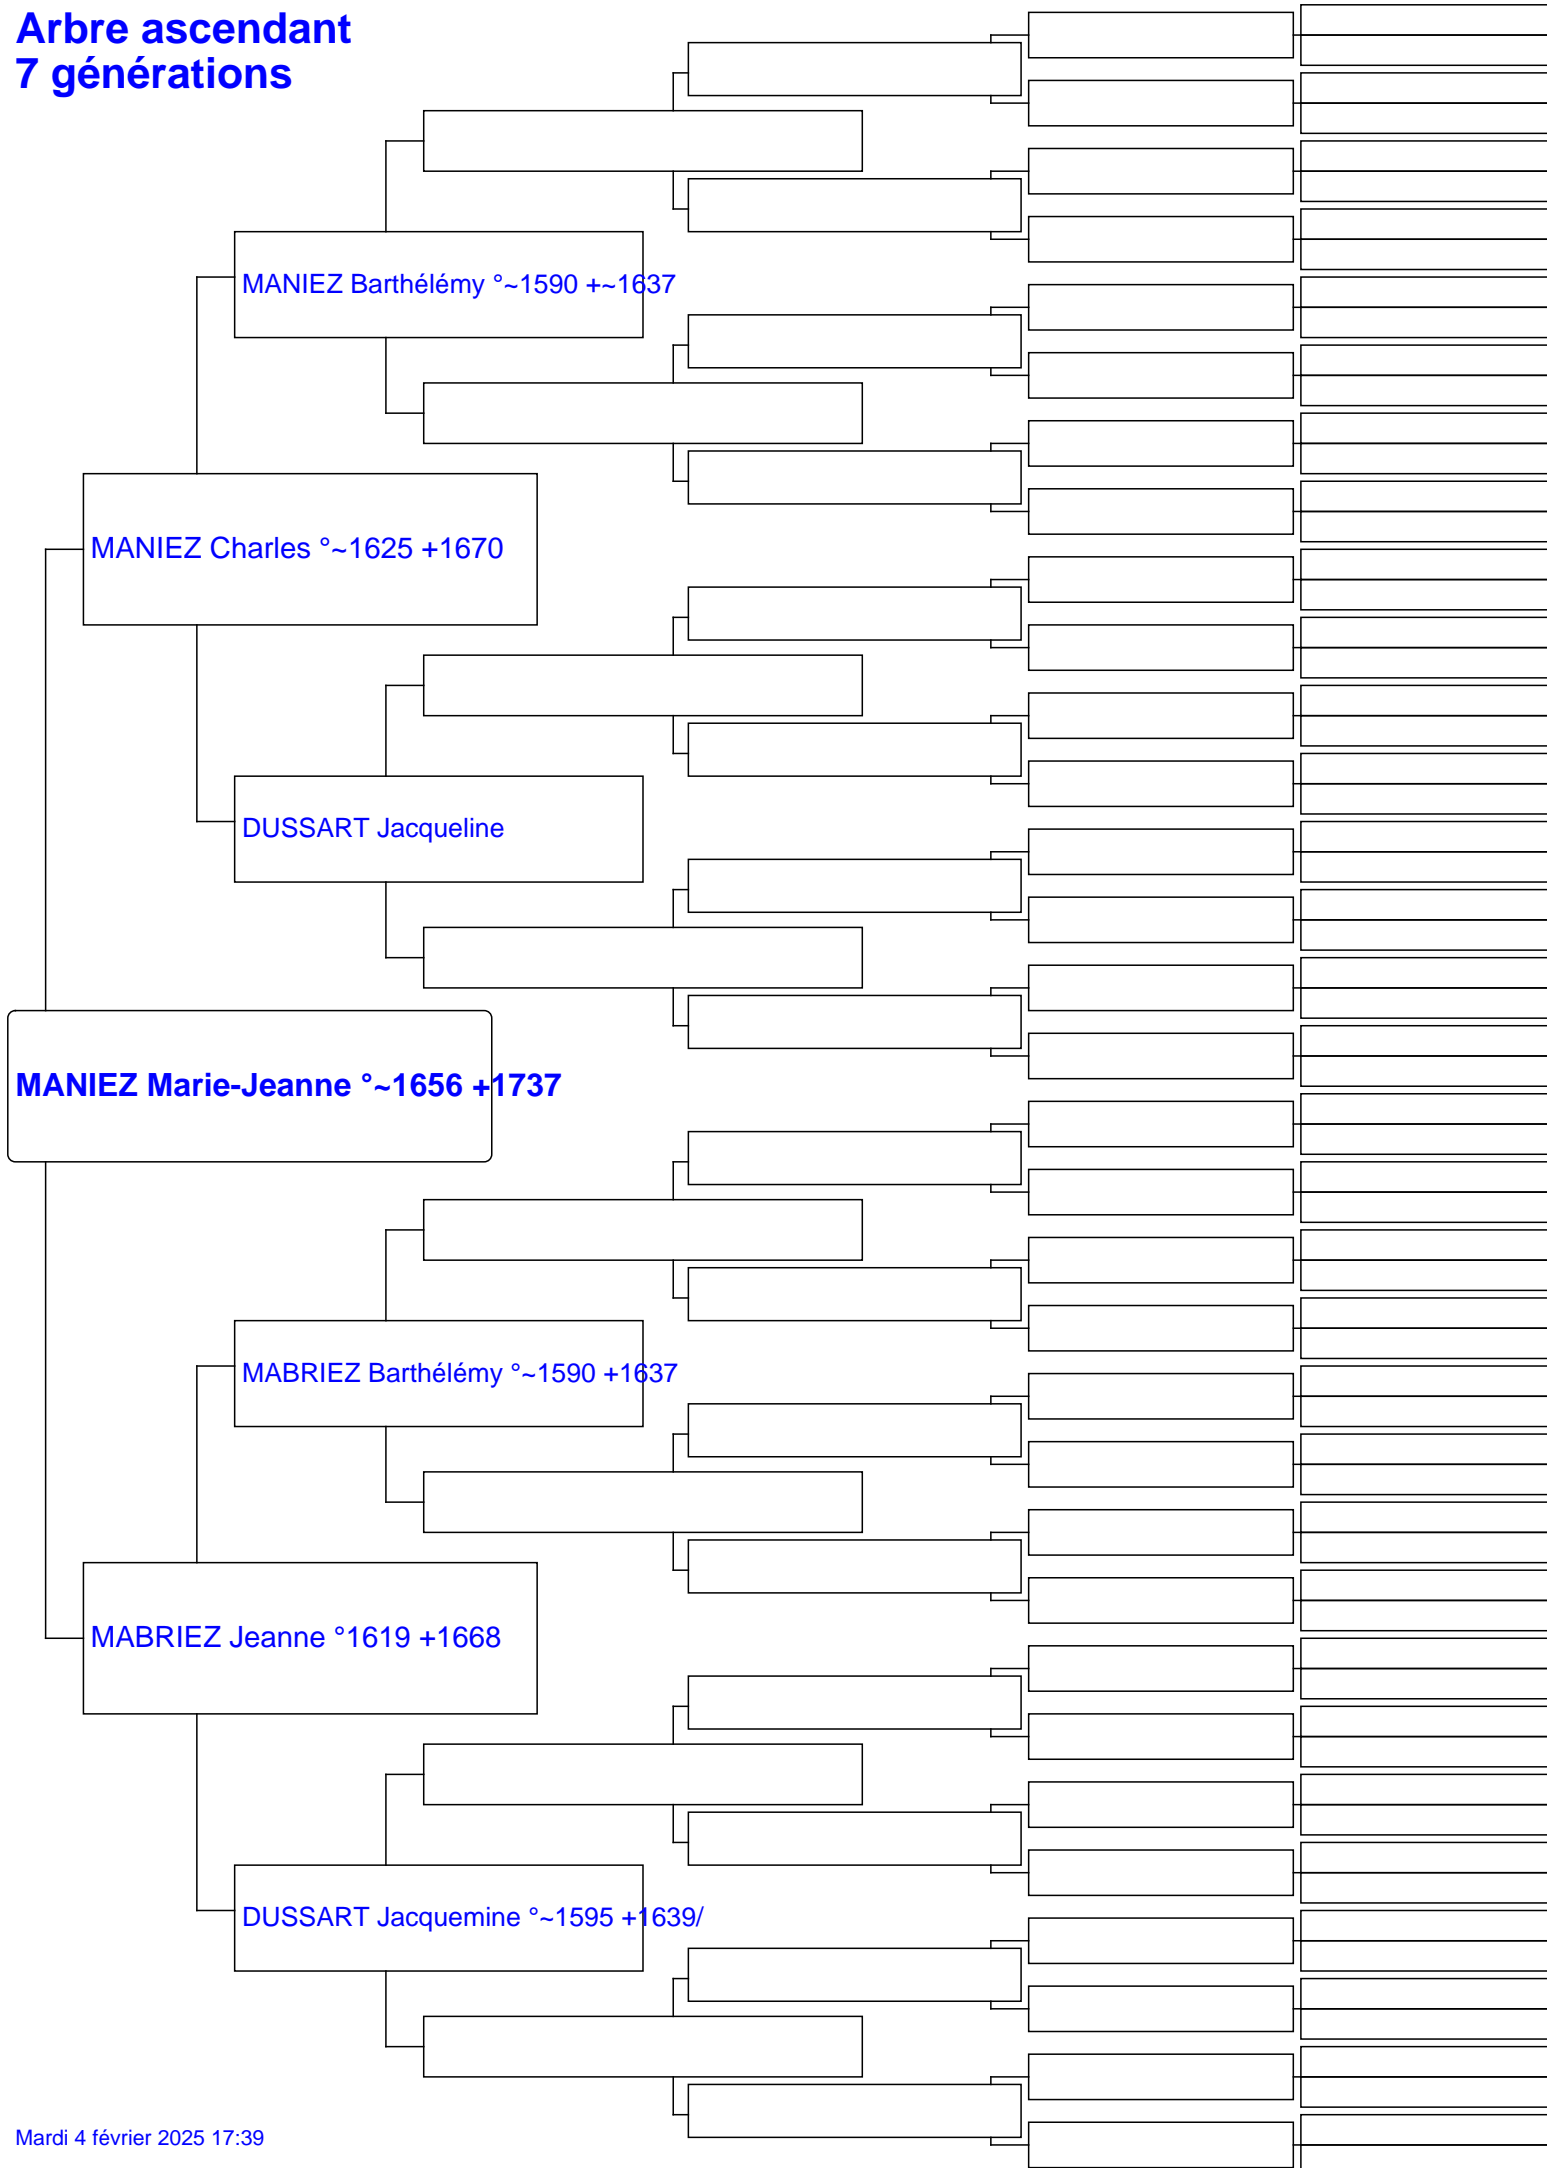 Arbre ascendant
7 générations
MANIEZ Barthélémy °~1590 +~1637
MANIEZ Charles °~1625 +1670
DUSSART Jacqueline
MANIEZ Marie-Jeanne °~1656 +1737
MABRIEZ Barthélémy °~1590 +1637
MABRIEZ Jeanne °1619 +1668
DUSSART Jacquemine °~1595 +1639/
Mardi 4 février 2025 17:39